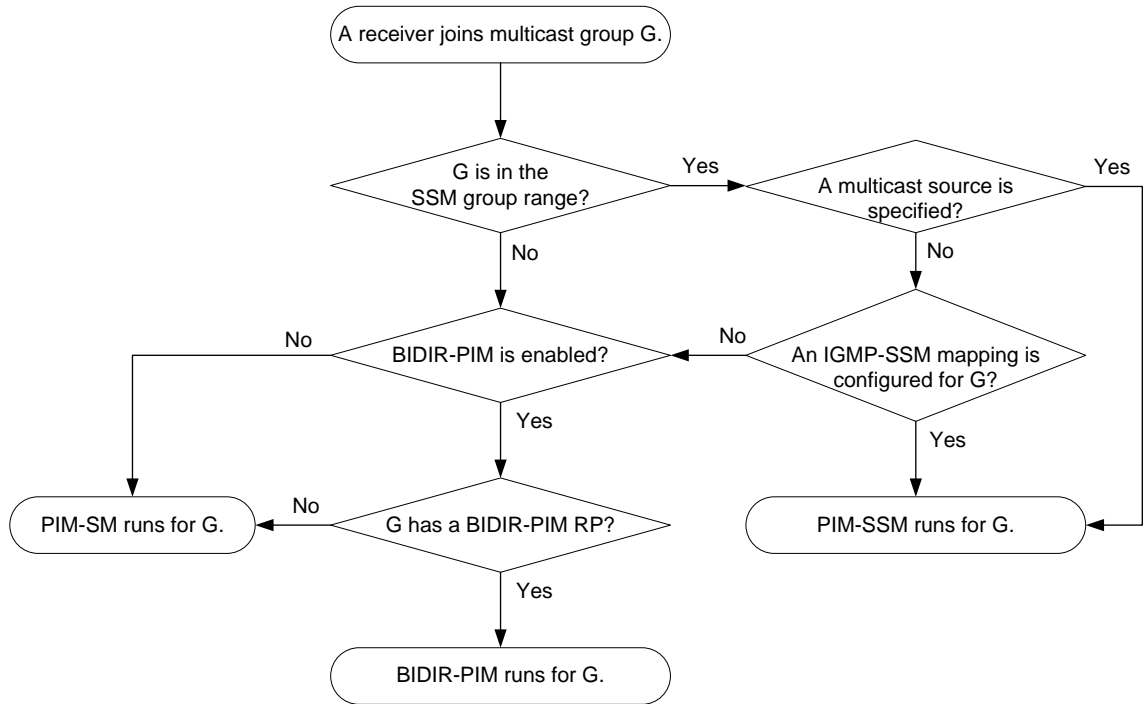 A receiver joins multicast group G.
G is in the
SSM group range?
Yes
A multicast source is
specified?
Yes
No
No
No
BIDIR-PIM is enabled?
No
An IGMP-SSM mapping is
configured for G?
Yes
Yes
PIM-SM runs for G.
No
G has a BIDIR-PIM RP?
PIM-SSM runs for G.
Yes
BIDIR-PIM runs for G.